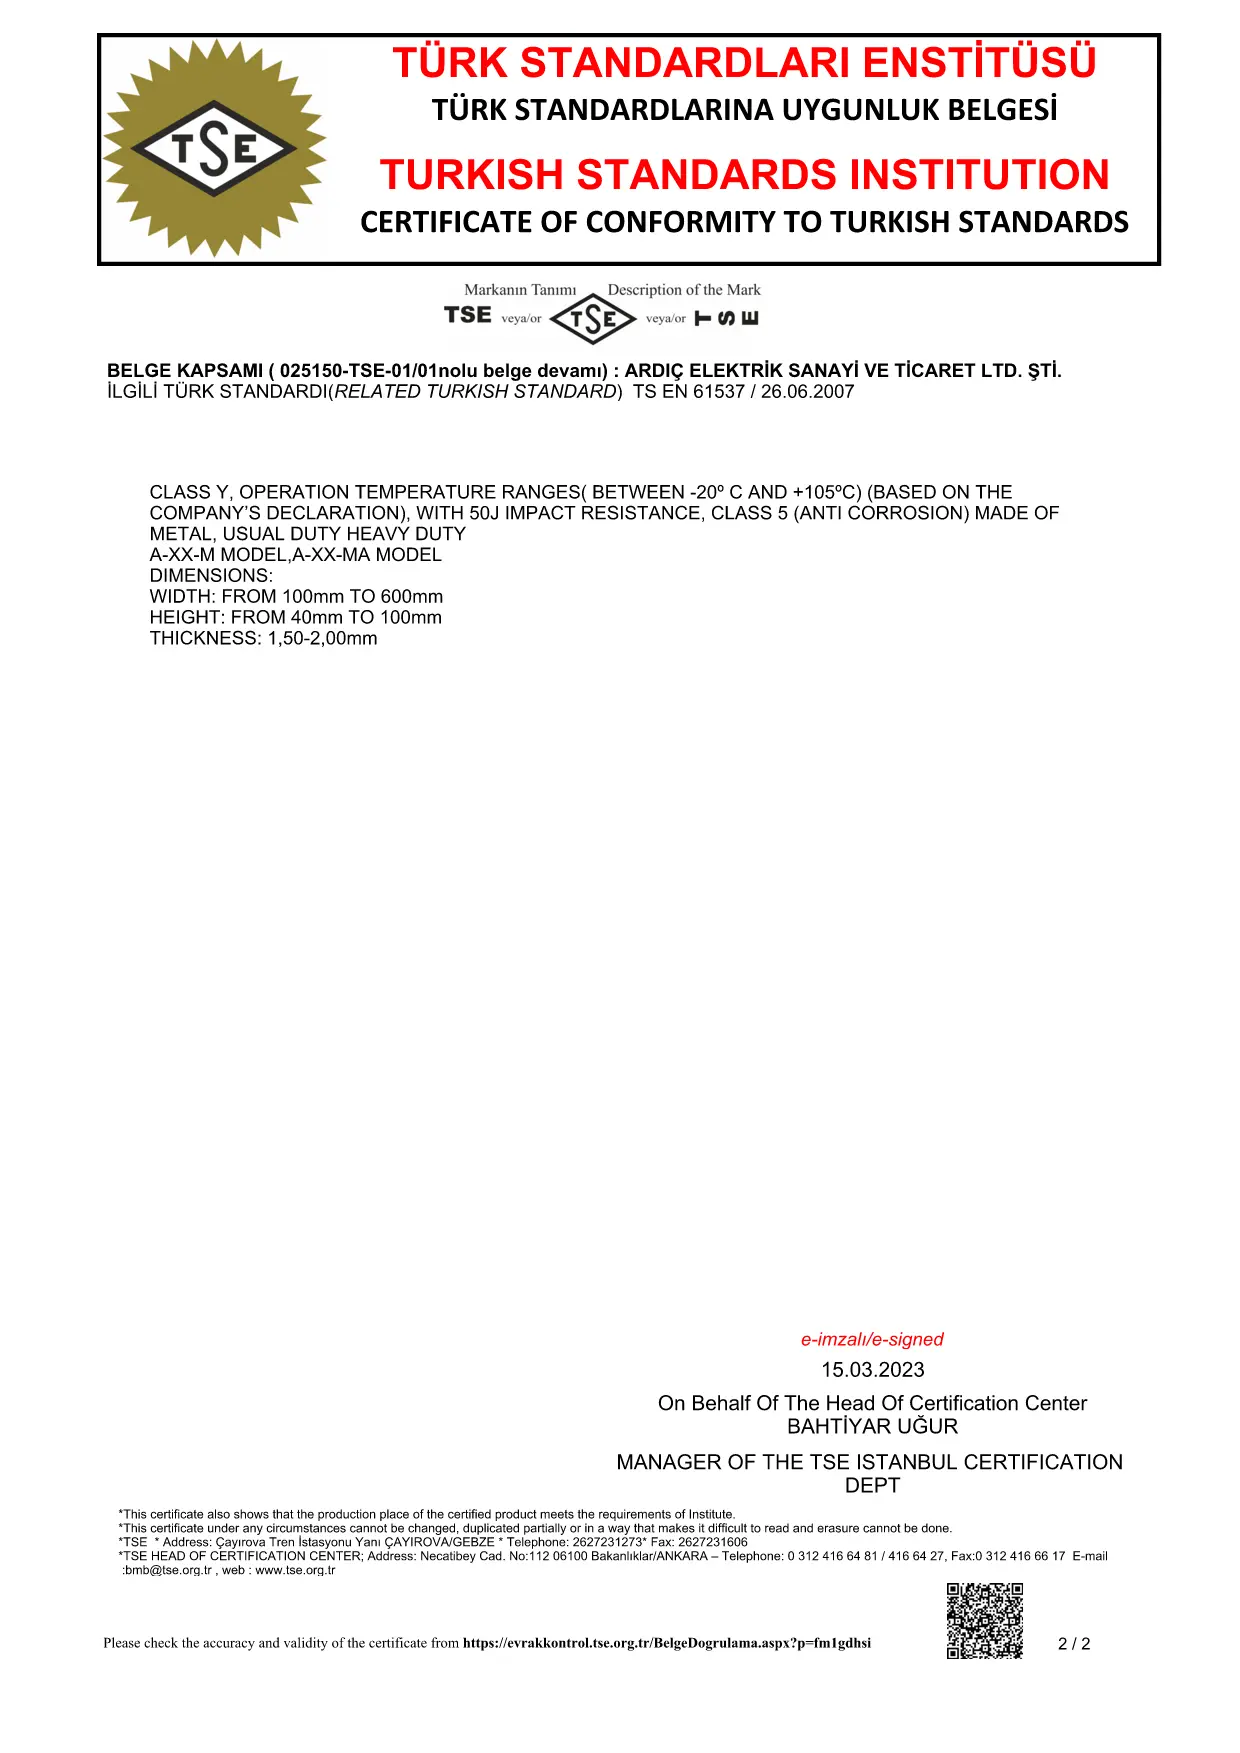 TÜRK STANDARDLARI ENSTİTÜSÜ
TÜRK STANDARDLARINA UYGUNLUK BELGESİ
TURKISH STANDARDS INSTITUTION
CERTIFICATE OF CONFORMITY TO TURKISH STANDARDS
TSE
Markanın Tanımı Description of the Mark
TSE veya/or TSE veya/or TSE
BELGE KAPSAMI ( 025150-TSE-01/01nolu belge devamı) : ARDIÇ ELEKTRİK SANAYİ VE TİCARET LTD. ŞTİ.
İLGİLİ TÜRK STANDARDI(RELATED TURKISH STANDARD) TS EN 61537 / 26.06.2007
CLASS Y, OPERATION TEMPERATURE RANGES( BETWEEN -20º C AND +105ºC) (BASED ON THE
COMPANY’S DECLARATION), WITH 50J IMPACT RESISTANCE, CLASS 5 (ANTI CORROSION) MADE OF
METAL, USUAL DUTY HEAVY DUTY
A-XX-M MODEL,A-XX-MA MODEL
DIMENSIONS:
WIDTH: FROM 100mm TO 600mm
HEIGHT: FROM 40mm TO 100mm
THICKNESS: 1,50-2,00mm
e-imzalı/e-signed
15.03.2023
On Behalf Of The Head Of Certification Center
BAHTİYAR UĞUR
MANAGER OF THE TSE ISTANBUL CERTIFICATION
DEPT
*This certificate also shows that the production place of the certified product meets the requirements of Institute.
*This certificate under any circumstances cannot be changed, duplicated partially or in a way that makes it difficult to read and erasure cannot be done.
*TSE * Address: Çayırova Tren İstasyonu Yanı ÇAYIROVA/GEBZE * Telephone: 2627231273* Fax: 2627231606
*TSE HEAD OF CERTIFICATION CENTER; Address: Necatibey Cad. No:112 06100 Bakanlıklar/ANKARA – Telephone: 0 312 416 64 81 / 416 64 27, Fax:0 312 416 66 17 E-mail
:bmb@tse.org.tr , web : www.tse.org.tr
Please check the accuracy and validity of the certificate from https://evrakkontrol.tse.org.tr/BelgeDogrulama.aspx?p=fm1gdhsi
2 / 2